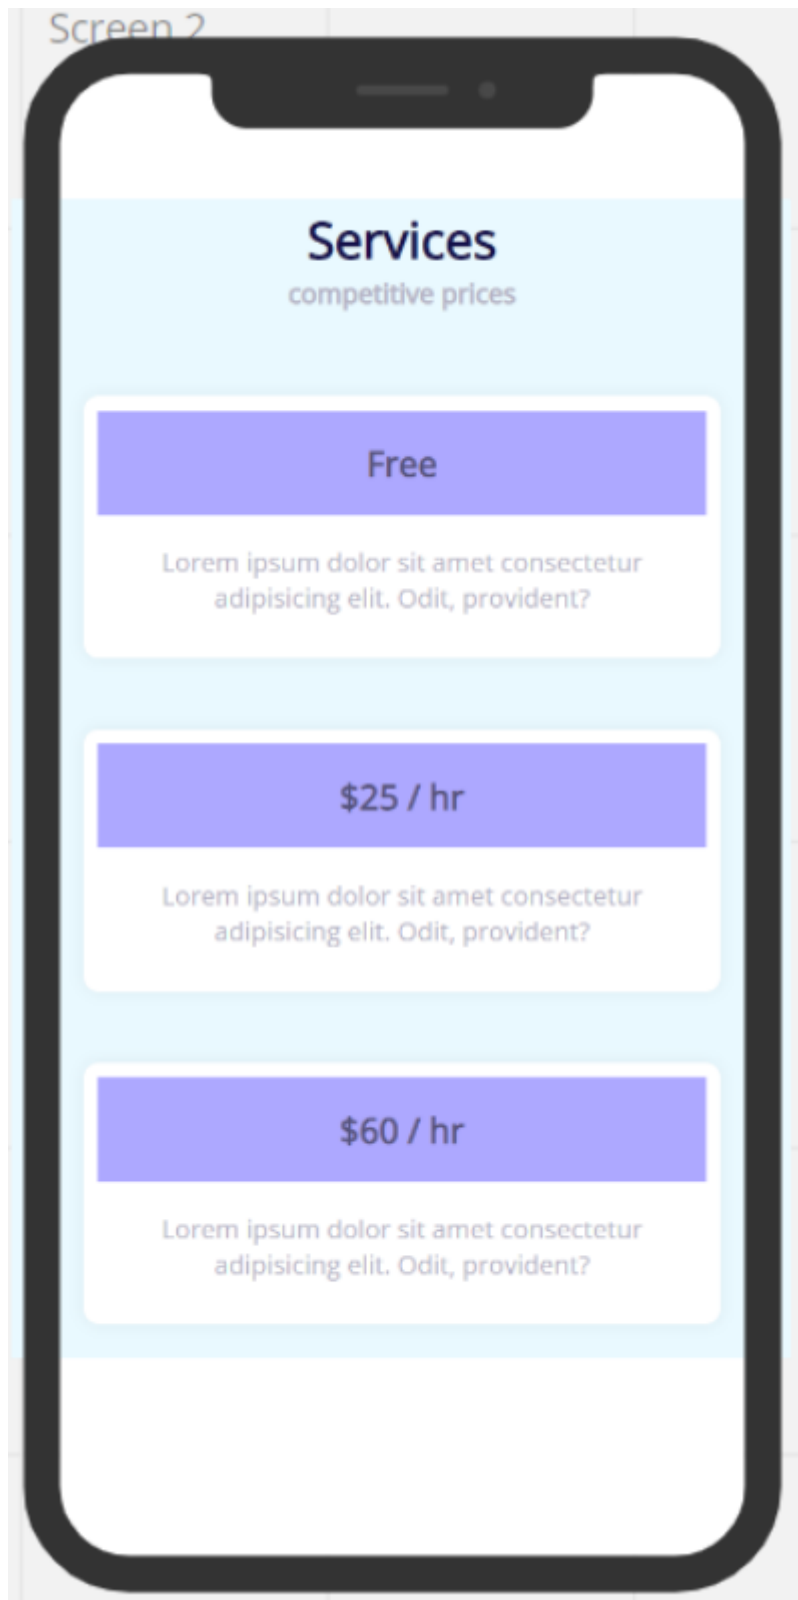 Screen 2
Services
competitive prices
Free
Lorem ipsum dolor sit amet consectetur
adipisicing elit. Odit, provident?
$25 / hr
Lorem ipsum dolor sit amet consectetur
adipisicing elit. Odit, provident?
$60 / hr
Lorem ipsum dolor sit amet consectetur
adipisicing elit. Odit, provident?